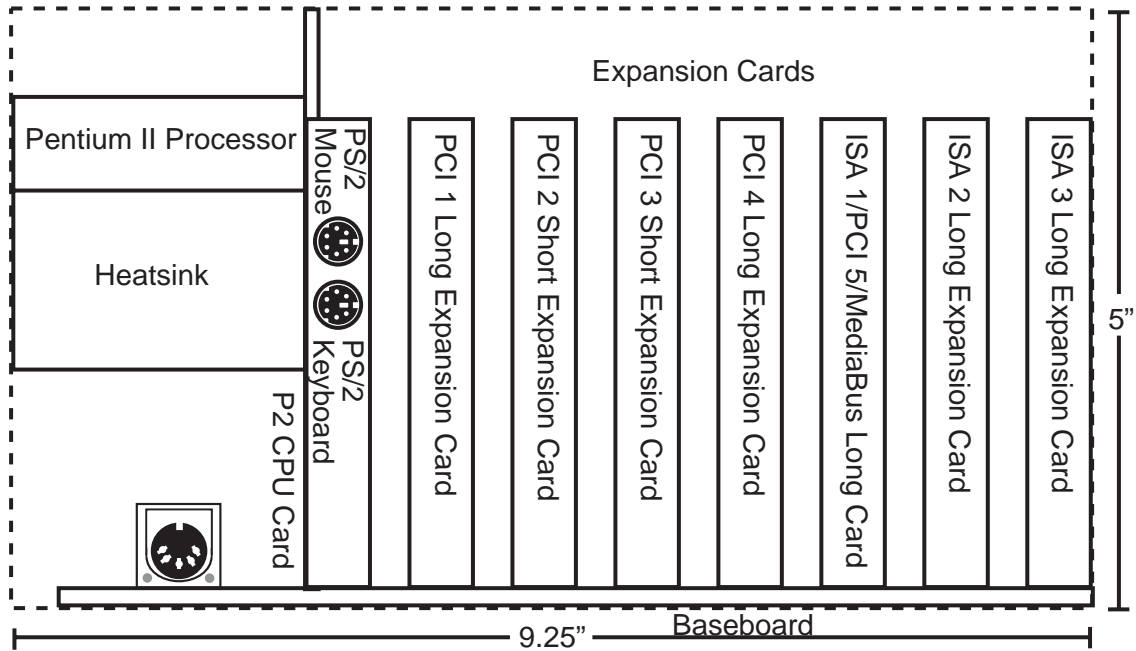 Expansion Cards
Pentium II Processor
Heatsink
PS/2
Mouse
PS/2
Keyboard
P2 CPU Card
PCI 1 Long Expansion Card
PCI 2 Short Expansion Card
PCI 3 Short Expansion Card
PCI 4 Long Expansion Card
ISA 1/PCI 5/MediaBus Long Card
ISA 2 Long Expansion Card
ISA 3 Long Expansion Card
5”
Baseboard
9.25”